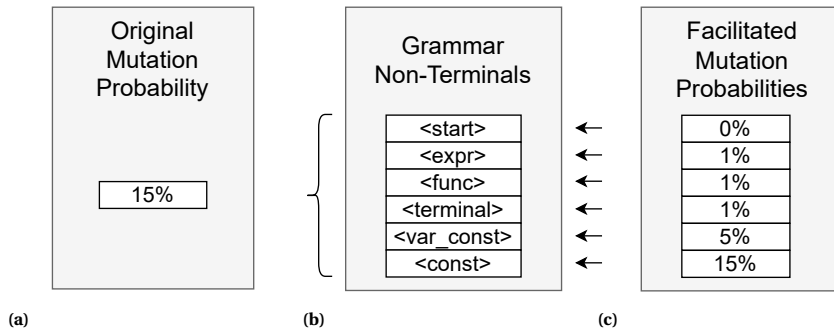 Original
Mutation
Probability
15%
(a)
Grammar
Non-Terminals
<start>
<expr>
<func>
<terminal>
<var_const>
<const>
(b)
Facilitated
Mutation
Probabilities
0%
1%
1%
1%
5%
15%
(c)